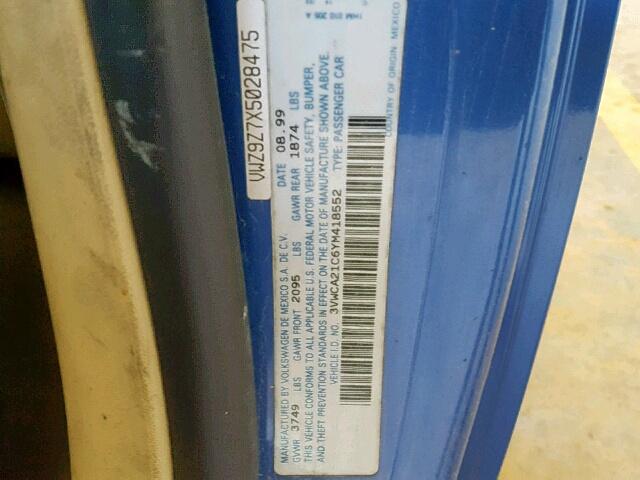 VWZ9Z7X5028475
MANUFACTURED BY VOLKSWAGEN DE MEXICO S.A. DE C.V. DATE 08.99
GVWR 3749 LBS GAWR FRONT 2095 LBS GAWR REAR 1874 LBS
THIS VEHICLE CONFORMS TO ALL APPLICABLE U.S. FEDERAL MOTOR VEHICLE SAFETY, BUMPER,
AND THEFT PREVENTION STANDARDS IN EFFECT ON THE DATE OF MANUFACTURE SHOWN ABOVE.
VEHICLE I.D. NO. 3VWCA21C6YM418552 TYPE: PASSENGER CAR
COUNTRY OF ORIGIN MEXICO